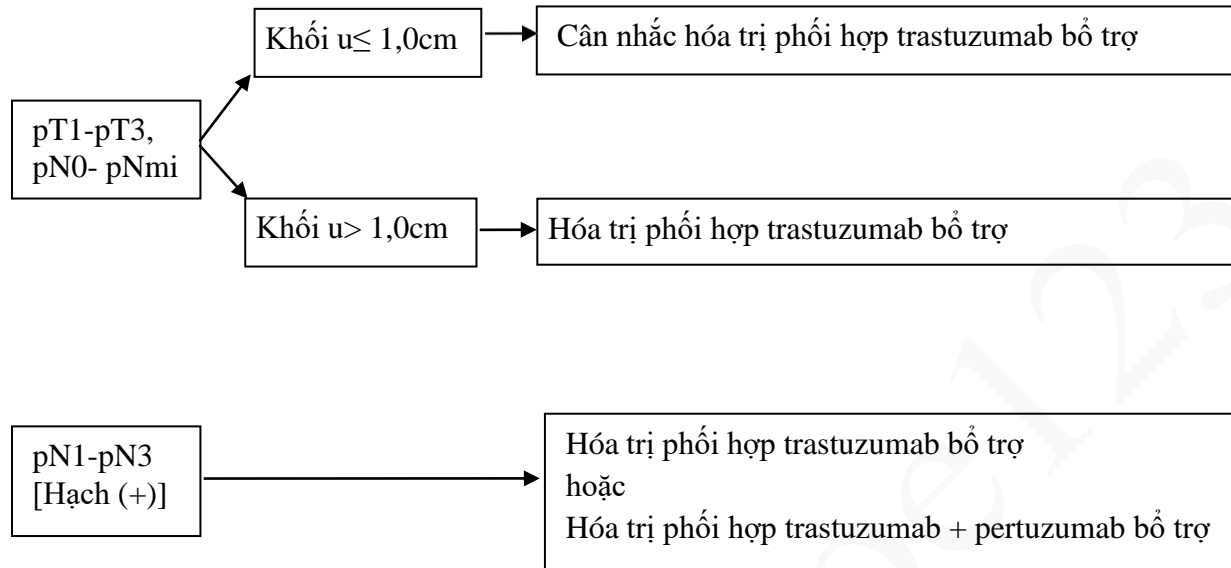 Khối u≤ 1,0cm
Cân nhắc hóa trị phối hợp trastuzumab bổ trợ
pT1-pT3,
pN0- pNmi
Khối u> 1,0cm
Hóa trị phối hợp trastuzumab bổ trợ
pN1-pN3
[Hạch (+)]
Hóa trị phối hợp trastuzumab bổ trợ
hoặc
Hóa trị phối hợp trastuzumab + pertuzumab bổ trợ